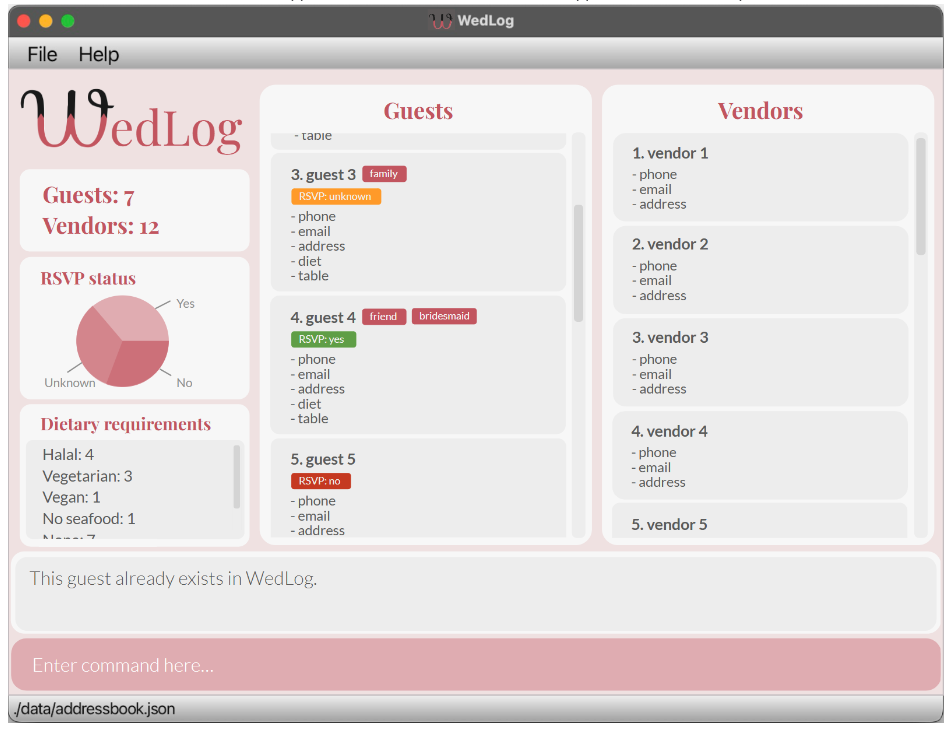 WedLog
File Help
WedLog
Guests: 7
Vendors: 12
RSVP status
Yes
Unknown
No
Dietary requirements
Halal: 4
Vegetarian: 3
Vegan: 1
No seafood: 1
None: 7
Guests
- table
3. guest 3 family
RSVP: unknown
- phone
- email
- address
- diet
- table
4. guest 4 friend bridesmaid
RSVP: yes
- phone
- email
- address
- diet
- table
5. guest 5
RSVP: no
- phone
- email
- address
Vendors
1. vendor 1
- phone
- email
- address
2. vendor 2
- phone
- email
- address
3. vendor 3
- phone
- email
- address
4. vendor 4
- phone
- email
- address
5. vendor 5
This guest already exists in WedLog.
Enter command here...
./data/addressbook.json